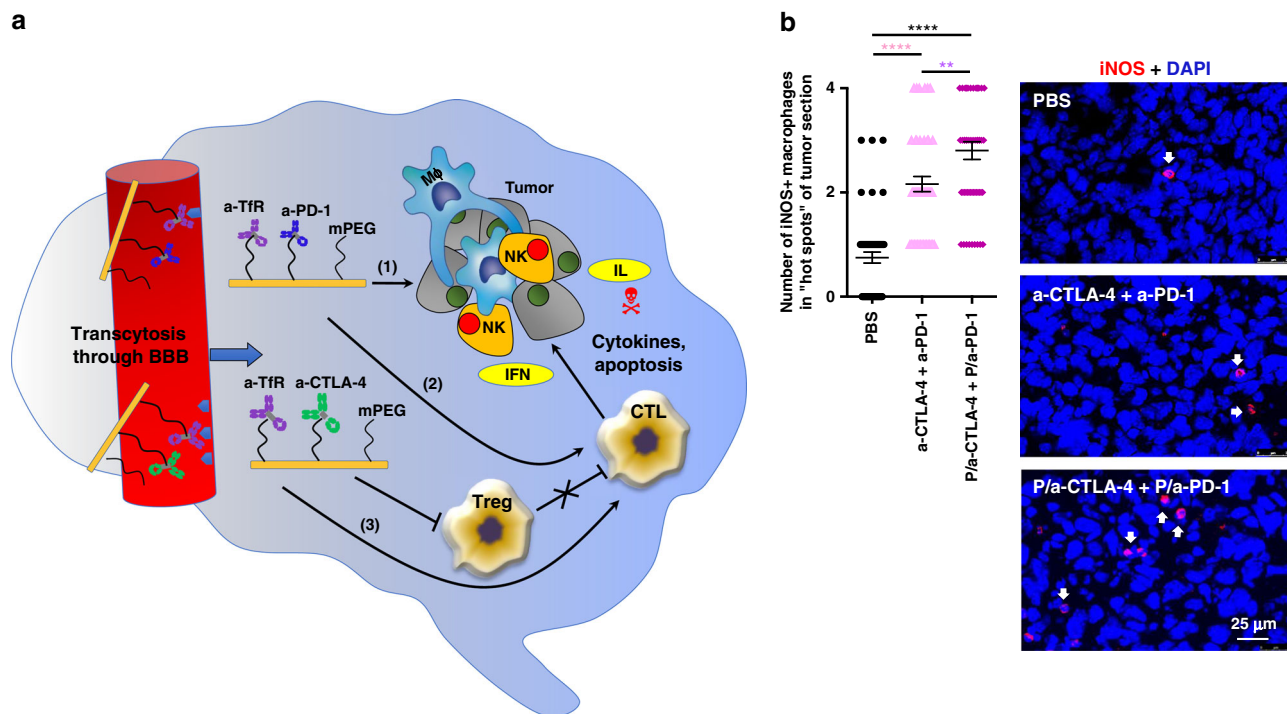 a
Transcytosis
through BBB
a-TfR
a-PD-1
mPEG
(1)
Mϕ
Tumor
NK
NK
IL
IFN
Cytokines,
apoptosis
(2)
a-TfR
a-CTLA-4
mPEG
CTL
Treg
(3)
b
****
****
**
Number of iNOS+ macrophages
in "hot spots" of tumor section
4
2
0
PBS
a-CTLA-4 + a-PD-1
P/a-CTLA-4 + P/a-PD-1
iNOS + DAPI
PBS
a-CTLA-4 + a-PD-1
P/a-CTLA-4 + P/a-PD-1
25 µm